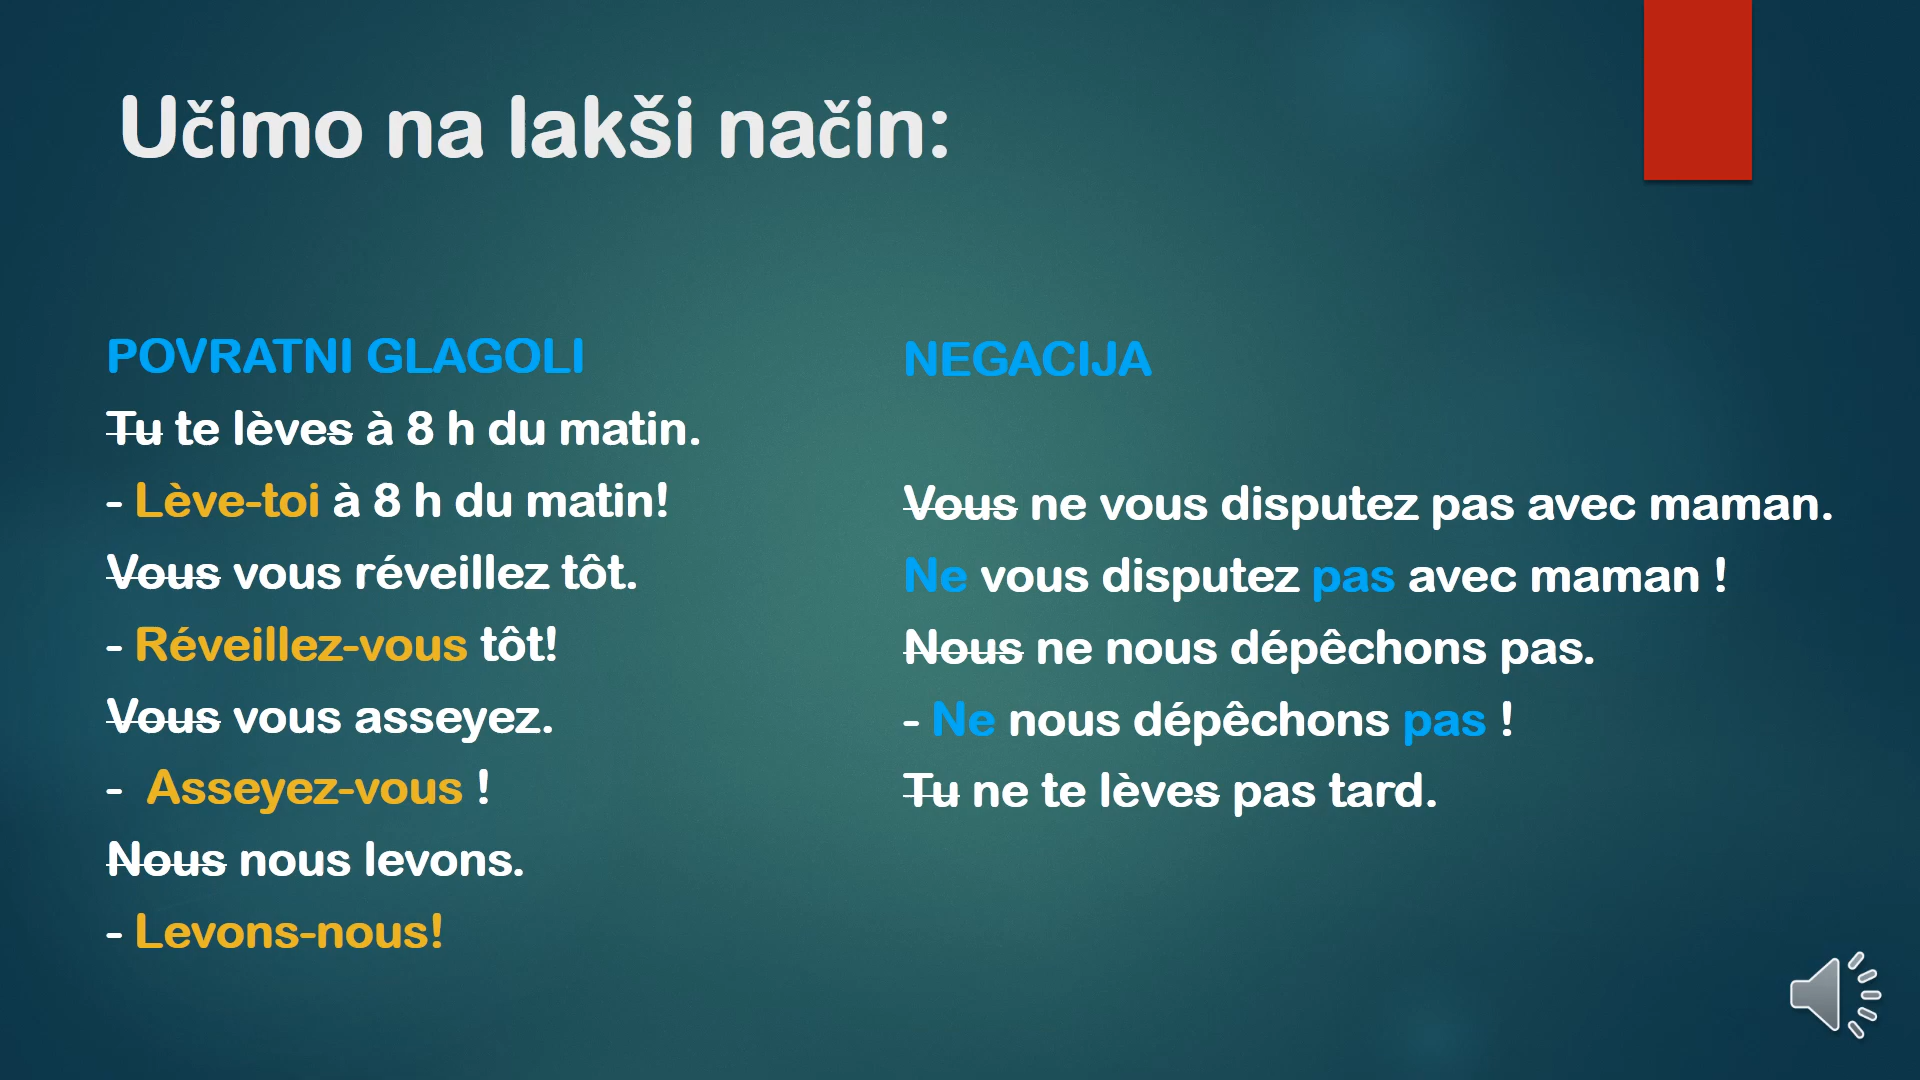 Učimo na lakši način:
POVRATNI GLAGOLI
Tu te lèves à 8 h du matin.
- Lève-toi à 8 h du matin!
Vous vous réveillez tôt.
- Réveillez-vous tôt!
Vous vous asseyez.
- Asseyez-vous !
Nous nous levons.
- Levons-nous!
NEGACIJA
Vous ne vous disputez pas avec maman.
Ne vous disputez pas avec maman !
Nous ne nous dépêchons pas.
- Ne nous dépêchons pas !
Tu ne te lèves pas tard.